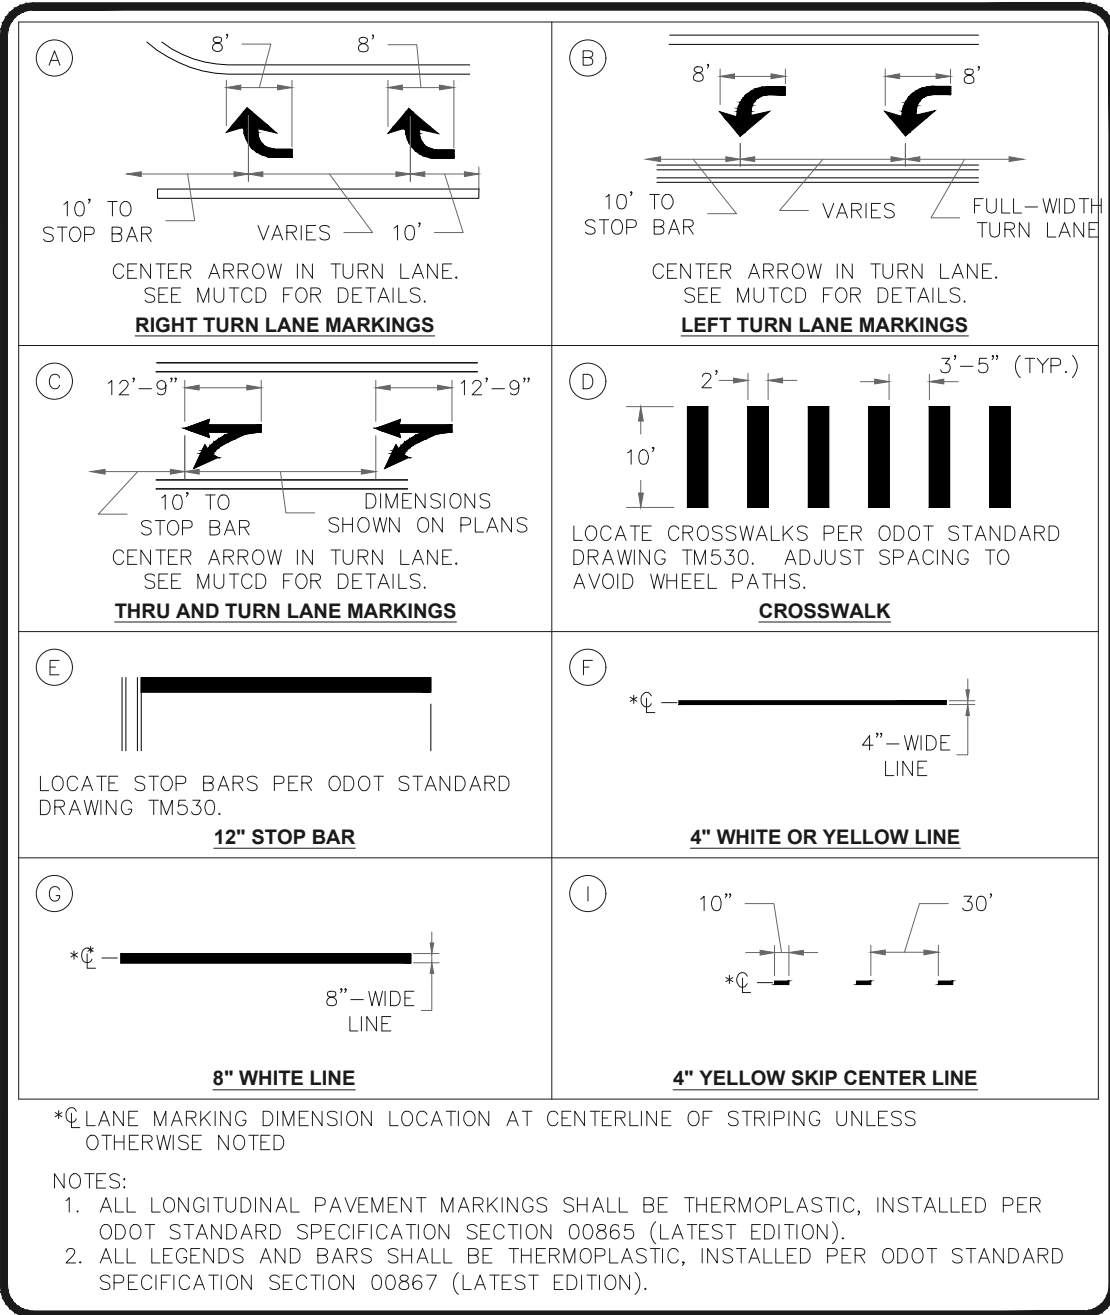 A
8'
8'
10' TO
STOP BAR
VARIES
10'
CENTER ARROW IN TURN LANE.
SEE MUTCD FOR DETAILS.
RIGHT TURN LANE MARKINGS
B
8'
8'
10' TO
STOP BAR
VARIES
FULL-WIDTH
TURN LANE
CENTER ARROW IN TURN LANE.
SEE MUTCD FOR DETAILS.
LEFT TURN LANE MARKINGS
C
12'-9"
12'-9"
10' TO
STOP BAR
DIMENSIONS
SHOWN ON PLANS
CENTER ARROW IN TURN LANE.
SEE MUTCD FOR DETAILS.
THRU AND TURN LANE MARKINGS
D
2'
3'-5" (TYP.)
10'
LOCATE CROSSWALKS PER ODOT STANDARD
DRAWING TM530. ADJUST SPACING TO
AVOID WHEEL PATHS.
CROSSWALK
E
LOCATE STOP BARS PER ODOT STANDARD
DRAWING TM530.
12" STOP BAR
F
*℄
4"-WIDE
LINE
4" WHITE OR YELLOW LINE
G
*℄*
8"-WIDE
LINE
8" WHITE LINE
I
10"
30'
*℄
4" YELLOW SKIP CENTER LINE
*℄ LANE MARKING DIMENSION LOCATION AT CENTERLINE OF STRIPING UNLESS
OTHERWISE NOTED
NOTES:
1. ALL LONGITUDINAL PAVEMENT MARKINGS SHALL BE THERMOPLASTIC, INSTALLED PER
ODOT STANDARD SPECIFICATION SECTION 00865 (LATEST EDITION).
2. ALL LEGENDS AND BARS SHALL BE THERMOPLASTIC, INSTALLED PER ODOT STANDARD
SPECIFICATION SECTION 00867 (LATEST EDITION).